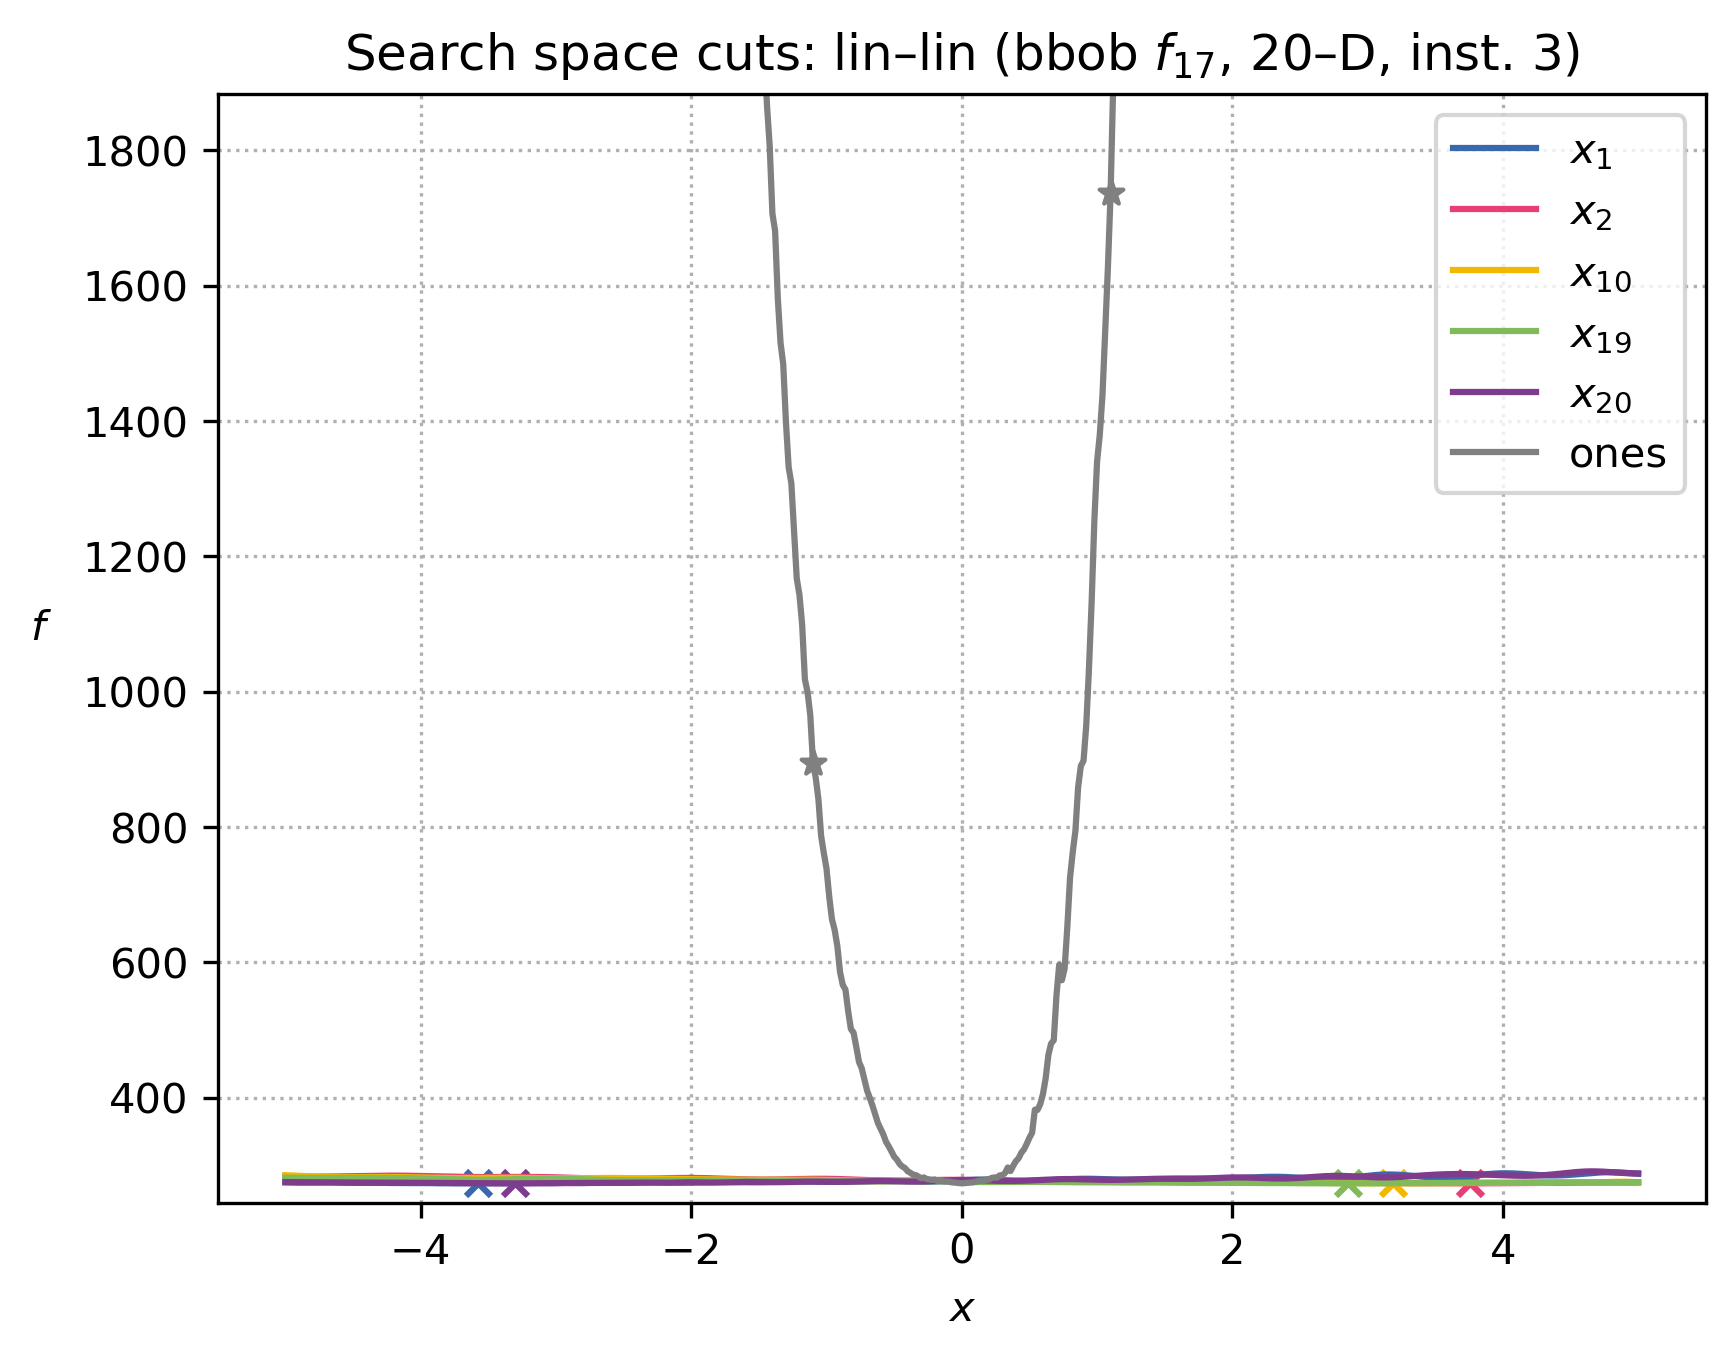 Search space cuts: lin–lin (bbob f₁₇, 20–D, inst. 3)
1800
1600
1400
1200
1000
800
600
400
f
−4
−2
0
2
4
x
x₁
x₂
x₁₀
x₁₉
x₂₀
ones